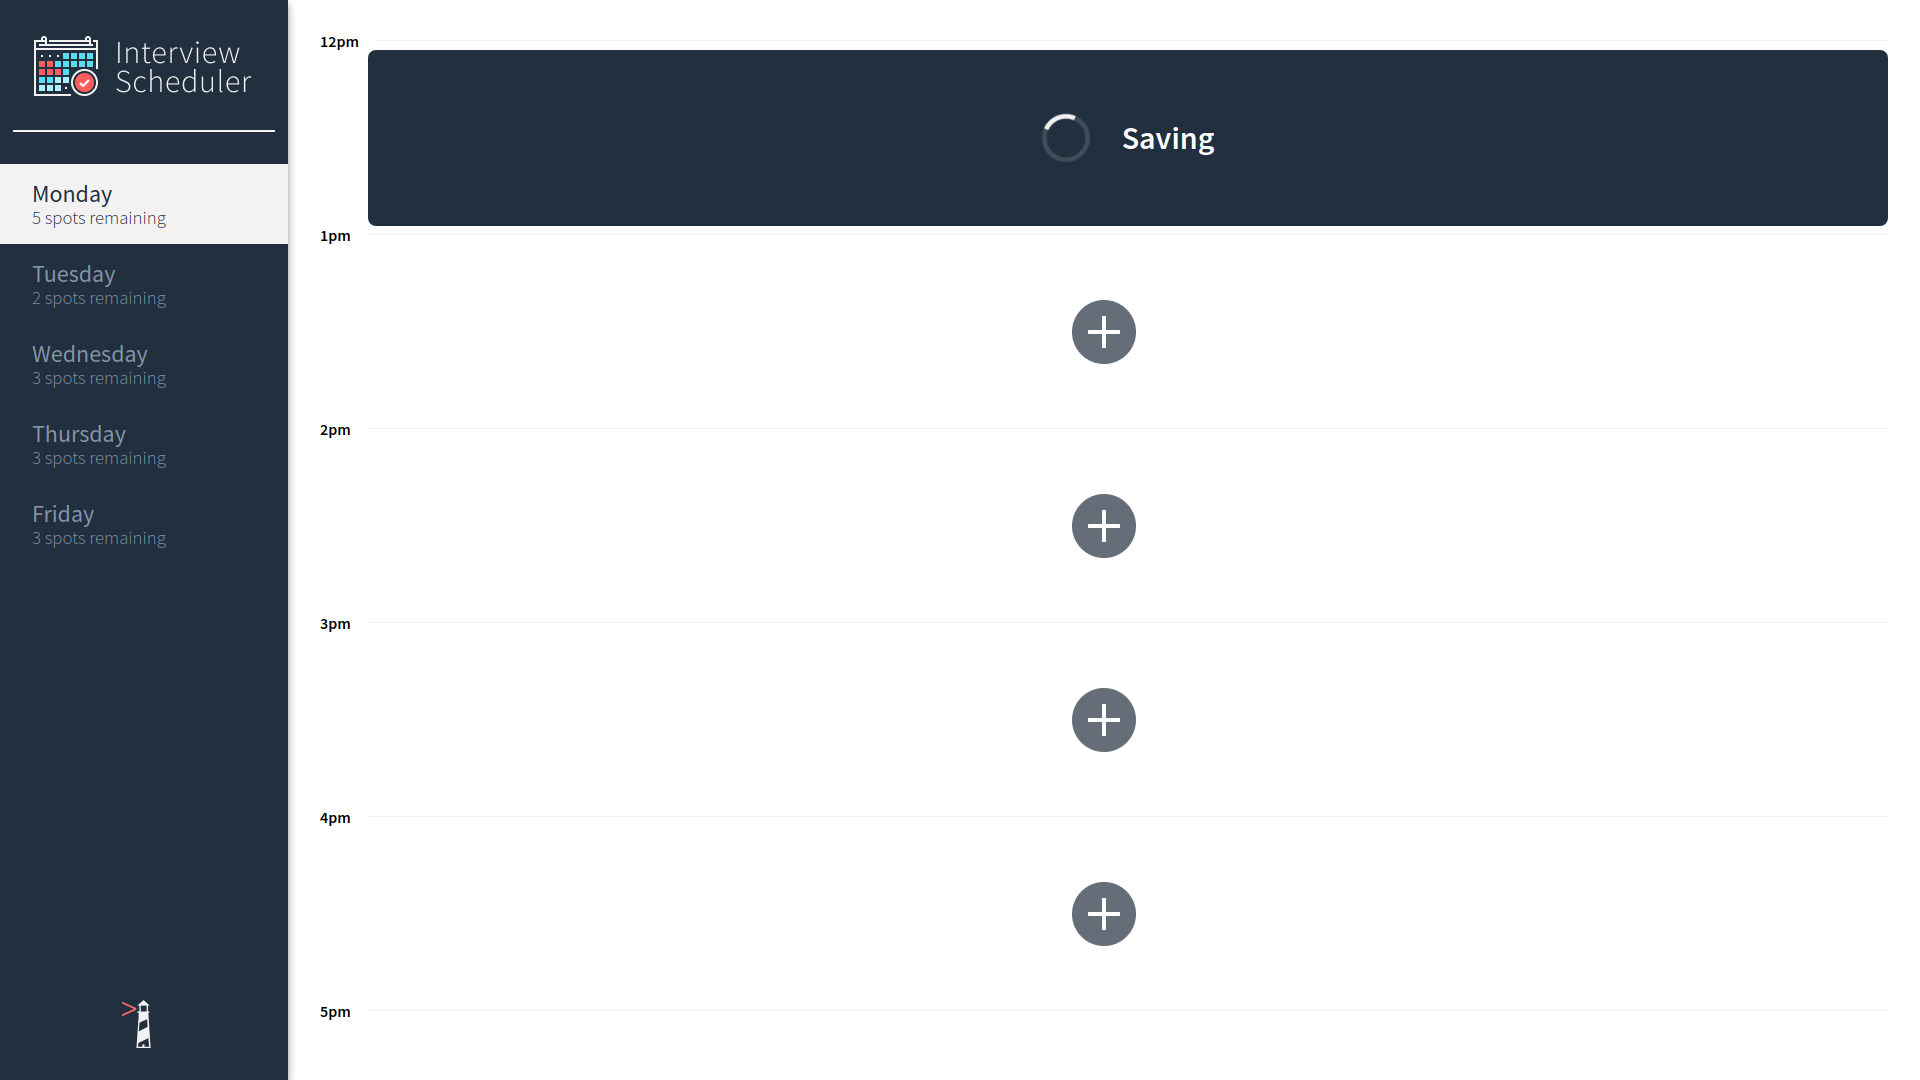 Interview
Scheduler
Monday
5 spots remaining
Tuesday
2 spots remaining
Wednesday
3 spots remaining
Thursday
3 spots remaining
Friday
3 spots remaining
12pm
Saving
1pm
2pm
3pm
4pm
5pm